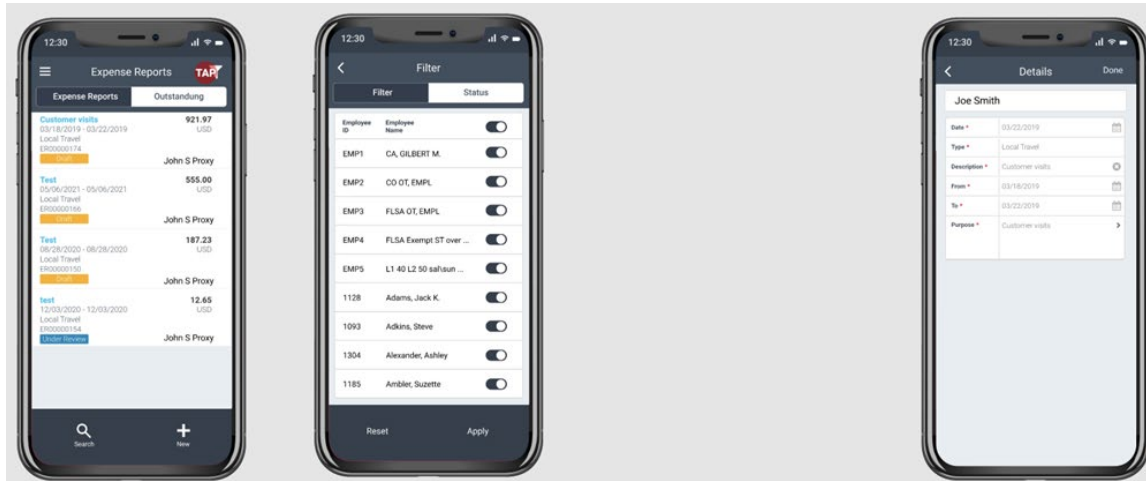 12:30
Expense Reports
TAP
Expense Reports Outstandung
Customer visits 921.97
03/18/2019 - 03/22/2019 USD
Local Travel
ER00000174
Draft John S Proxy
Test 555.00
05/06/2021 - 05/06/2021 USD
Local Travel
ER00000166
Draft John S Proxy
Test 187.23
08/28/2020 - 08/28/2020 USD
Local Travel
ER00000150
Draft John S Proxy
test 12.65
12/03/2020 - 12/03/2020 USD
Local Travel
ER00000154
Under Review John S Proxy
Search New
12:30
Filter
Filter Status
Employee ID Employee Name
EMP1 CA, GILBERT M.
EMP2 CO OT, EMPL
EMP3 FLSA OT, EMPL
EMP4 FLSA Exempt ST over ...
EMP5 L1 40 L2 50 sal\sun ...
1128 Adams, Jack K.
1093 Adkins, Steve
1304 Alexander, Ashley
1185 Ambler, Suzette
Reset Apply
12:30
Details Done
Joe Smith
Date * 03/22/2019
Type * Local Travel
Description * Customer visits
From * 03/18/2019
To * 03/22/2019
Purpose * Customer visits